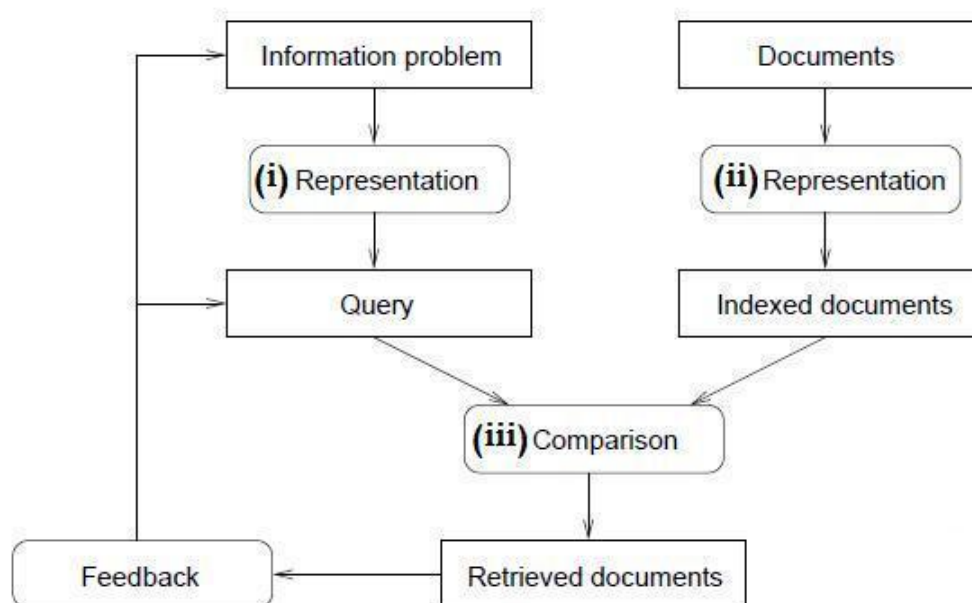 Information problem
Documents
(i) Representation
(ii) Representation
Query
Indexed documents
(iii) Comparison
Feedback
Retrieved documents